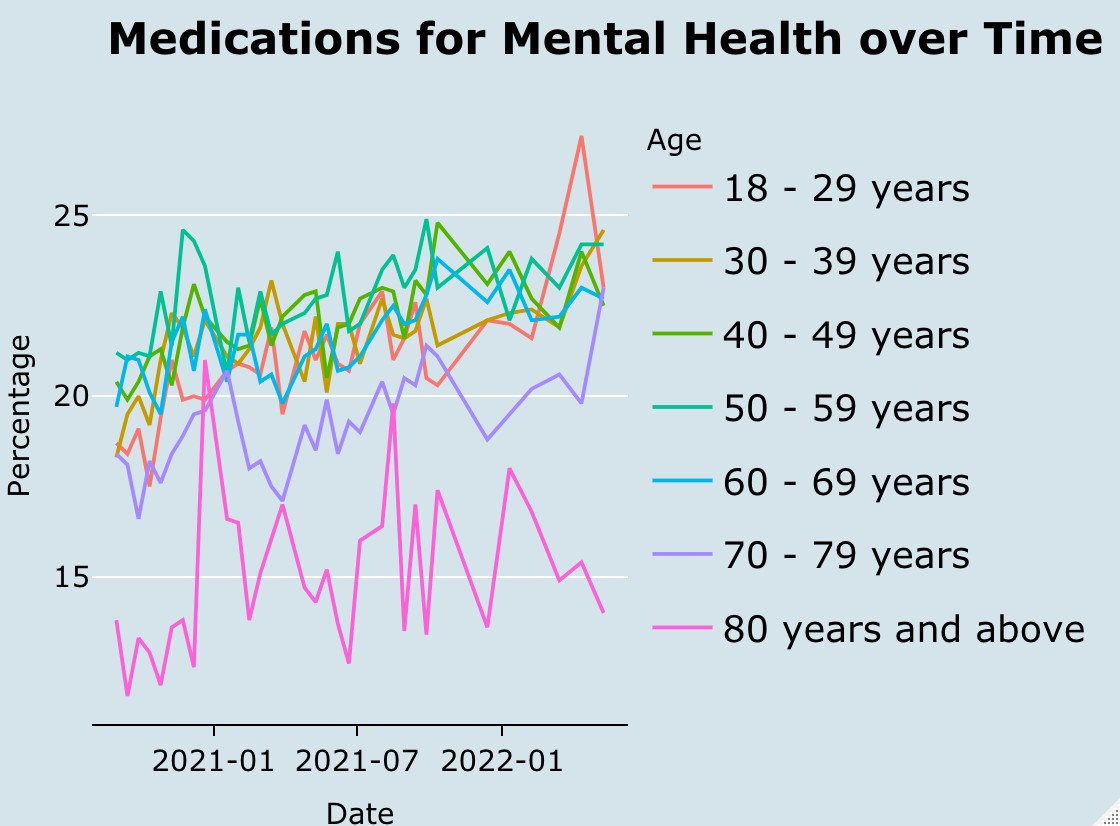 Medications for Mental Health over Time
Age
18 - 29 years
30 - 39 years
40 - 49 years
50 - 59 years
60 - 69 years
70 - 79 years
80 years and above
Percentage
25
20
15
2021-01 2021-07 2022-01
Date